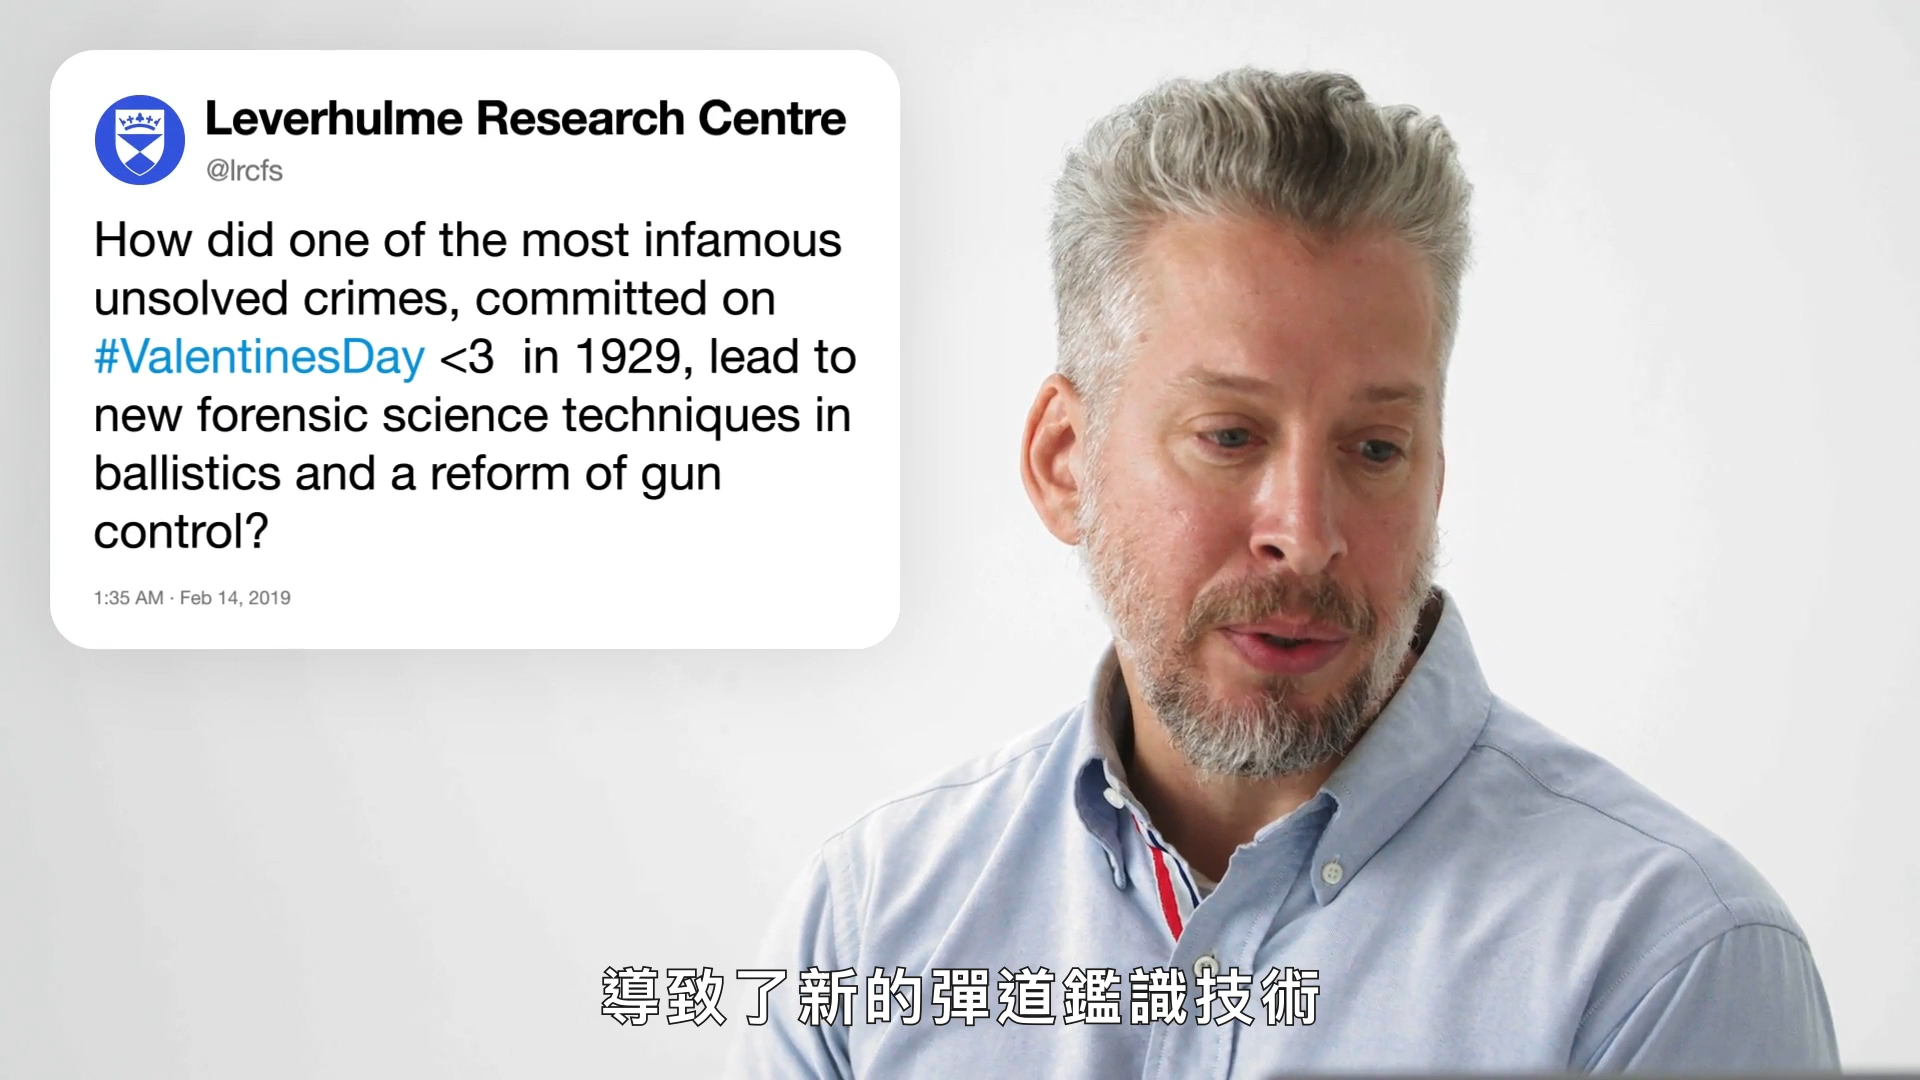 Leverhulme Research Centre
@lrcfs
How did one of the most infamous
unsolved crimes, committed on
#ValentinesDay <3 in 1929, lead to
new forensic science techniques in
ballistics and a reform of gun
control?
1:35 AM · Feb 14, 2019
導致了新的彈道鑑識技術